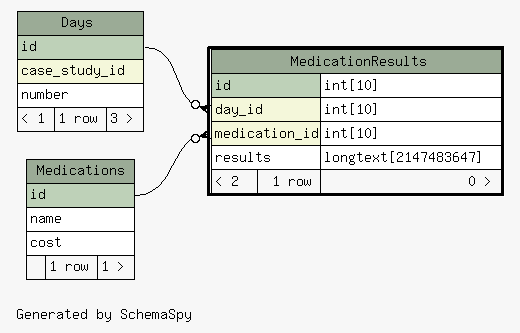 Days
id
case_study_id
number
< 1 1 row 3 >
MedicationResults
id int[10]
day_id int[10]
medication_id int[10]
results longtext[2147483647]
< 2 1 row 0 >
Medications
id
name
cost
1 row 1 >
Generated by SchemaSpy